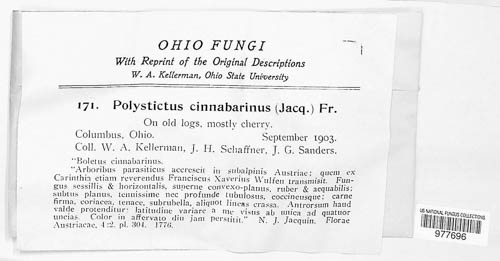 OHIO FUNGI
With Reprint of the Original Descriptions
W. A. Kellerman, Ohio State University
171. Polystictus cinnabarinus (Jacq.) Fr.
On old logs, mostly cherry.
Columbus, Ohio. September 1903.
Coll. W. A. Kellerman, J. H. Schaffner, J. G. Sanders.
"Boletus cinnabarinus.
"Arboribus parasiticus accrescit in subalpinis Austriae; quem ex
Carinthia etiam reverendus Franciscus Xaverius Wulfen transmisit. Fun-
gus sessilis & horizontalis, superne convexo-planus, ruber & aequabilis;
subtus planus, tenuissime nec profunde tubulosus, coccineusque; carne
firma, coriacea, tenace, subrubella, aliquot lineas crassa. Antrorsum haud
valde protenditur; latitudine variare a me visus ab unica ad quatuor
uncias. Color in asservato diu jam perstitit." N. J. Jacquin. Florae
Austriacae, 4:2. pl. 304. 1776.
US NATIONAL FUNGUS COLLECTIONS
977696